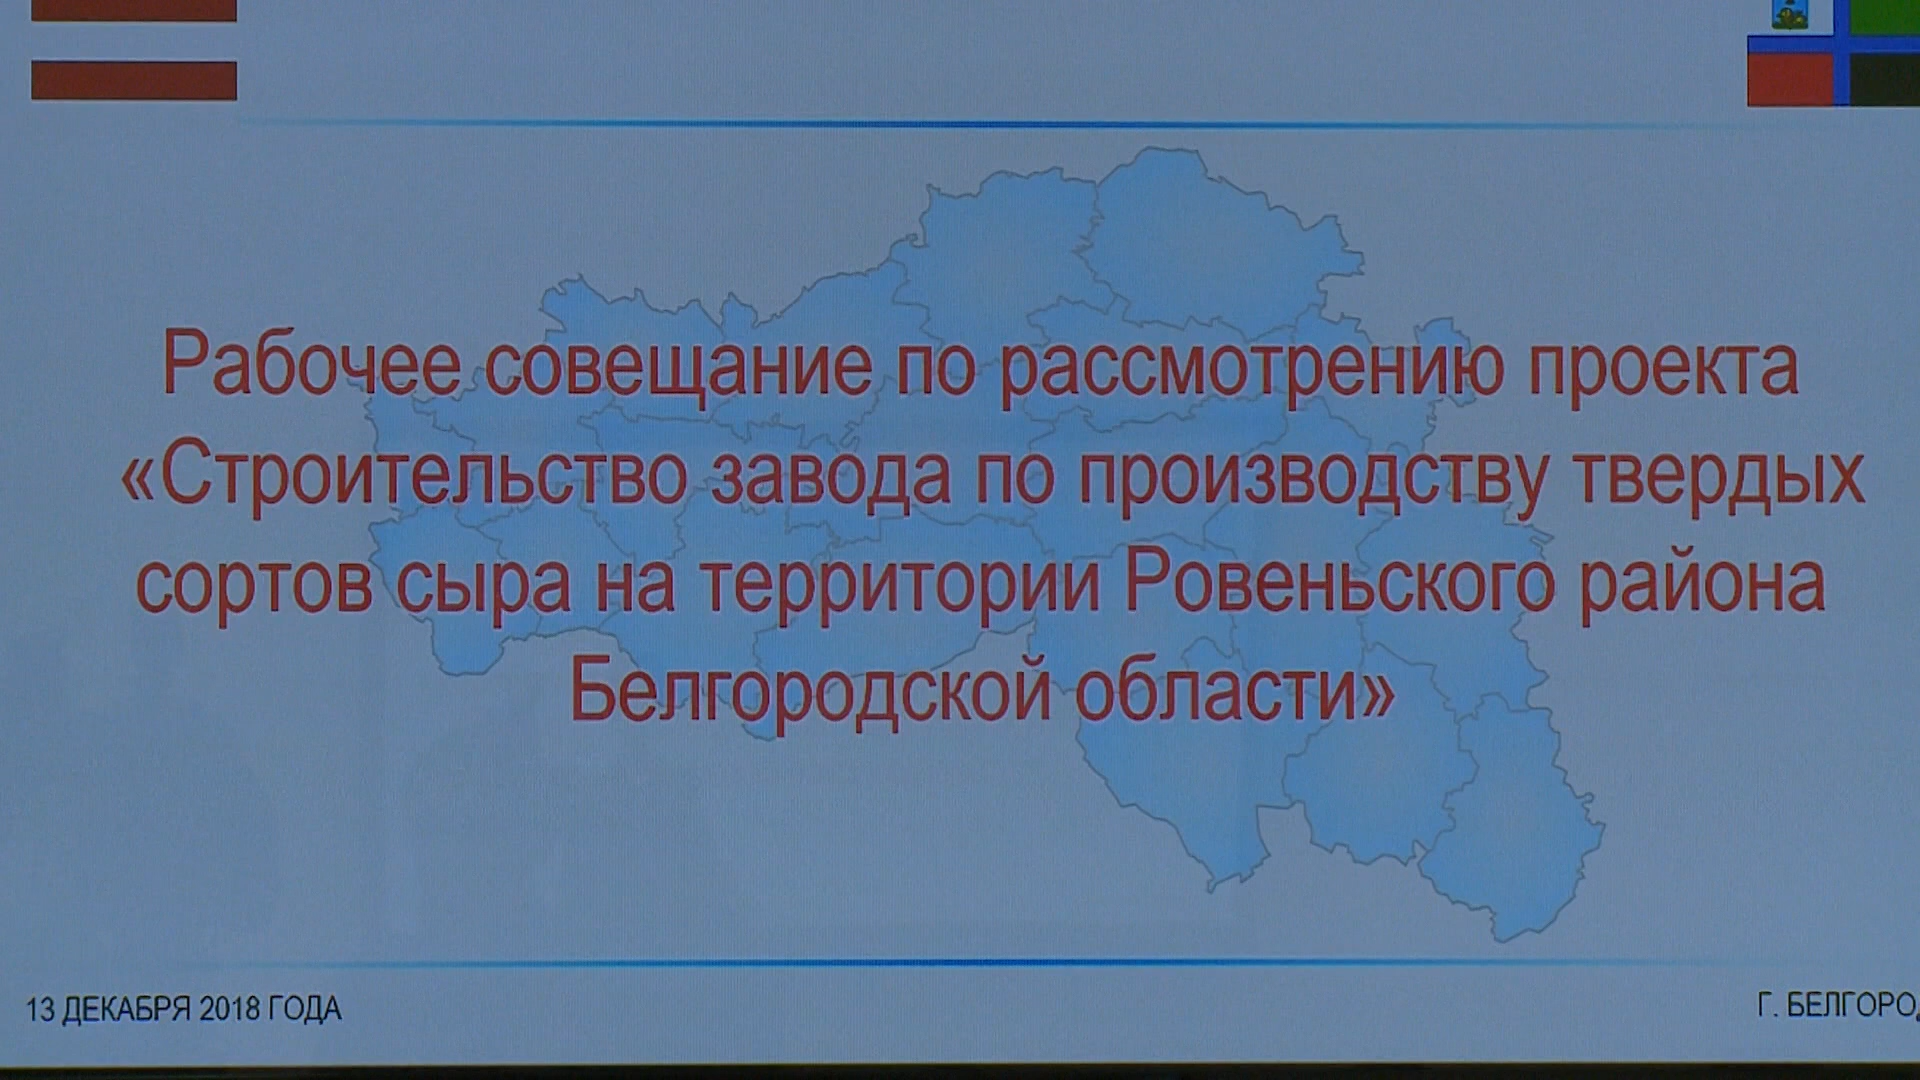 Рабочее совещание по рассмотрению проекта
«Строительство завода по производству твердых
сортов сыра на территории Ровеньского района
Белгородской области»
13 ДЕКАБРЯ 2018 ГОДА
Г. БЕЛГОРОД